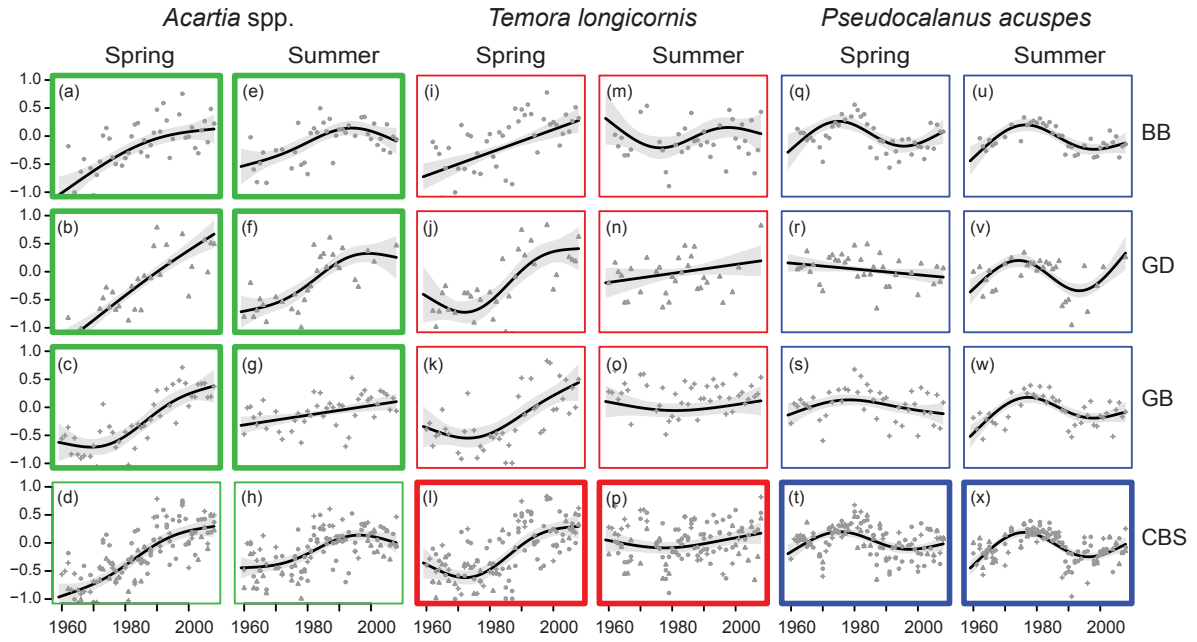 Acartia spp. Temora longicornis Pseudocalanus acuspes
Spring Summer Spring Summer Spring Summer
1.0 (a) (e) (i) (m) (q) (u)
0.5
0.0 BB
−0.5
−1.0
1.0 (b) (f) (j) (n) (r) (v)
0.5
0.0 GD
−0.5
−1.0
1.0 (c) (g) (k) (o) (s) (w)
0.5
0.0 GB
−0.5
−1.0
1.0 (d) (h) (l) (p) (t) (x)
0.5
0.0 CBS
−0.5
−1.0
1960 1980 2000 1960 1980 2000 1960 1980 2000 1960 1980 2000 1960 1980 2000 1960 1980 2000